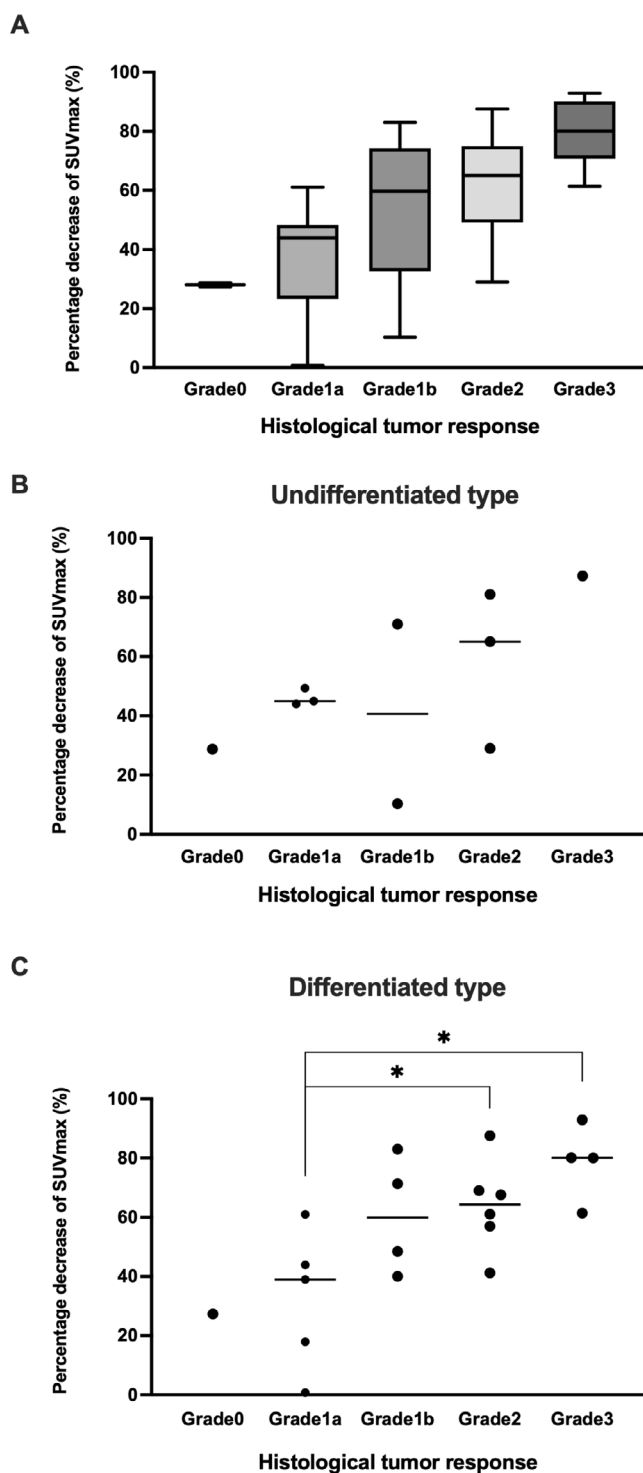 A
Percentage decrease of SUVmax (%)
100
80
60
40
20
0
Grade0 Grade1a Grade1b Grade2 Grade3
Histological tumor response
B
Undifferentiated type
Percentage decrease of SUVmax (%)
100
80
60
40
20
0
Grade0 Grade1a Grade1b Grade2 Grade3
Histological tumor response
C
Differentiated type
*
*
Percentage decrease of SUVmax (%)
100
80
60
40
20
0
Grade0 Grade1a Grade1b Grade2 Grade3
Histological tumor response